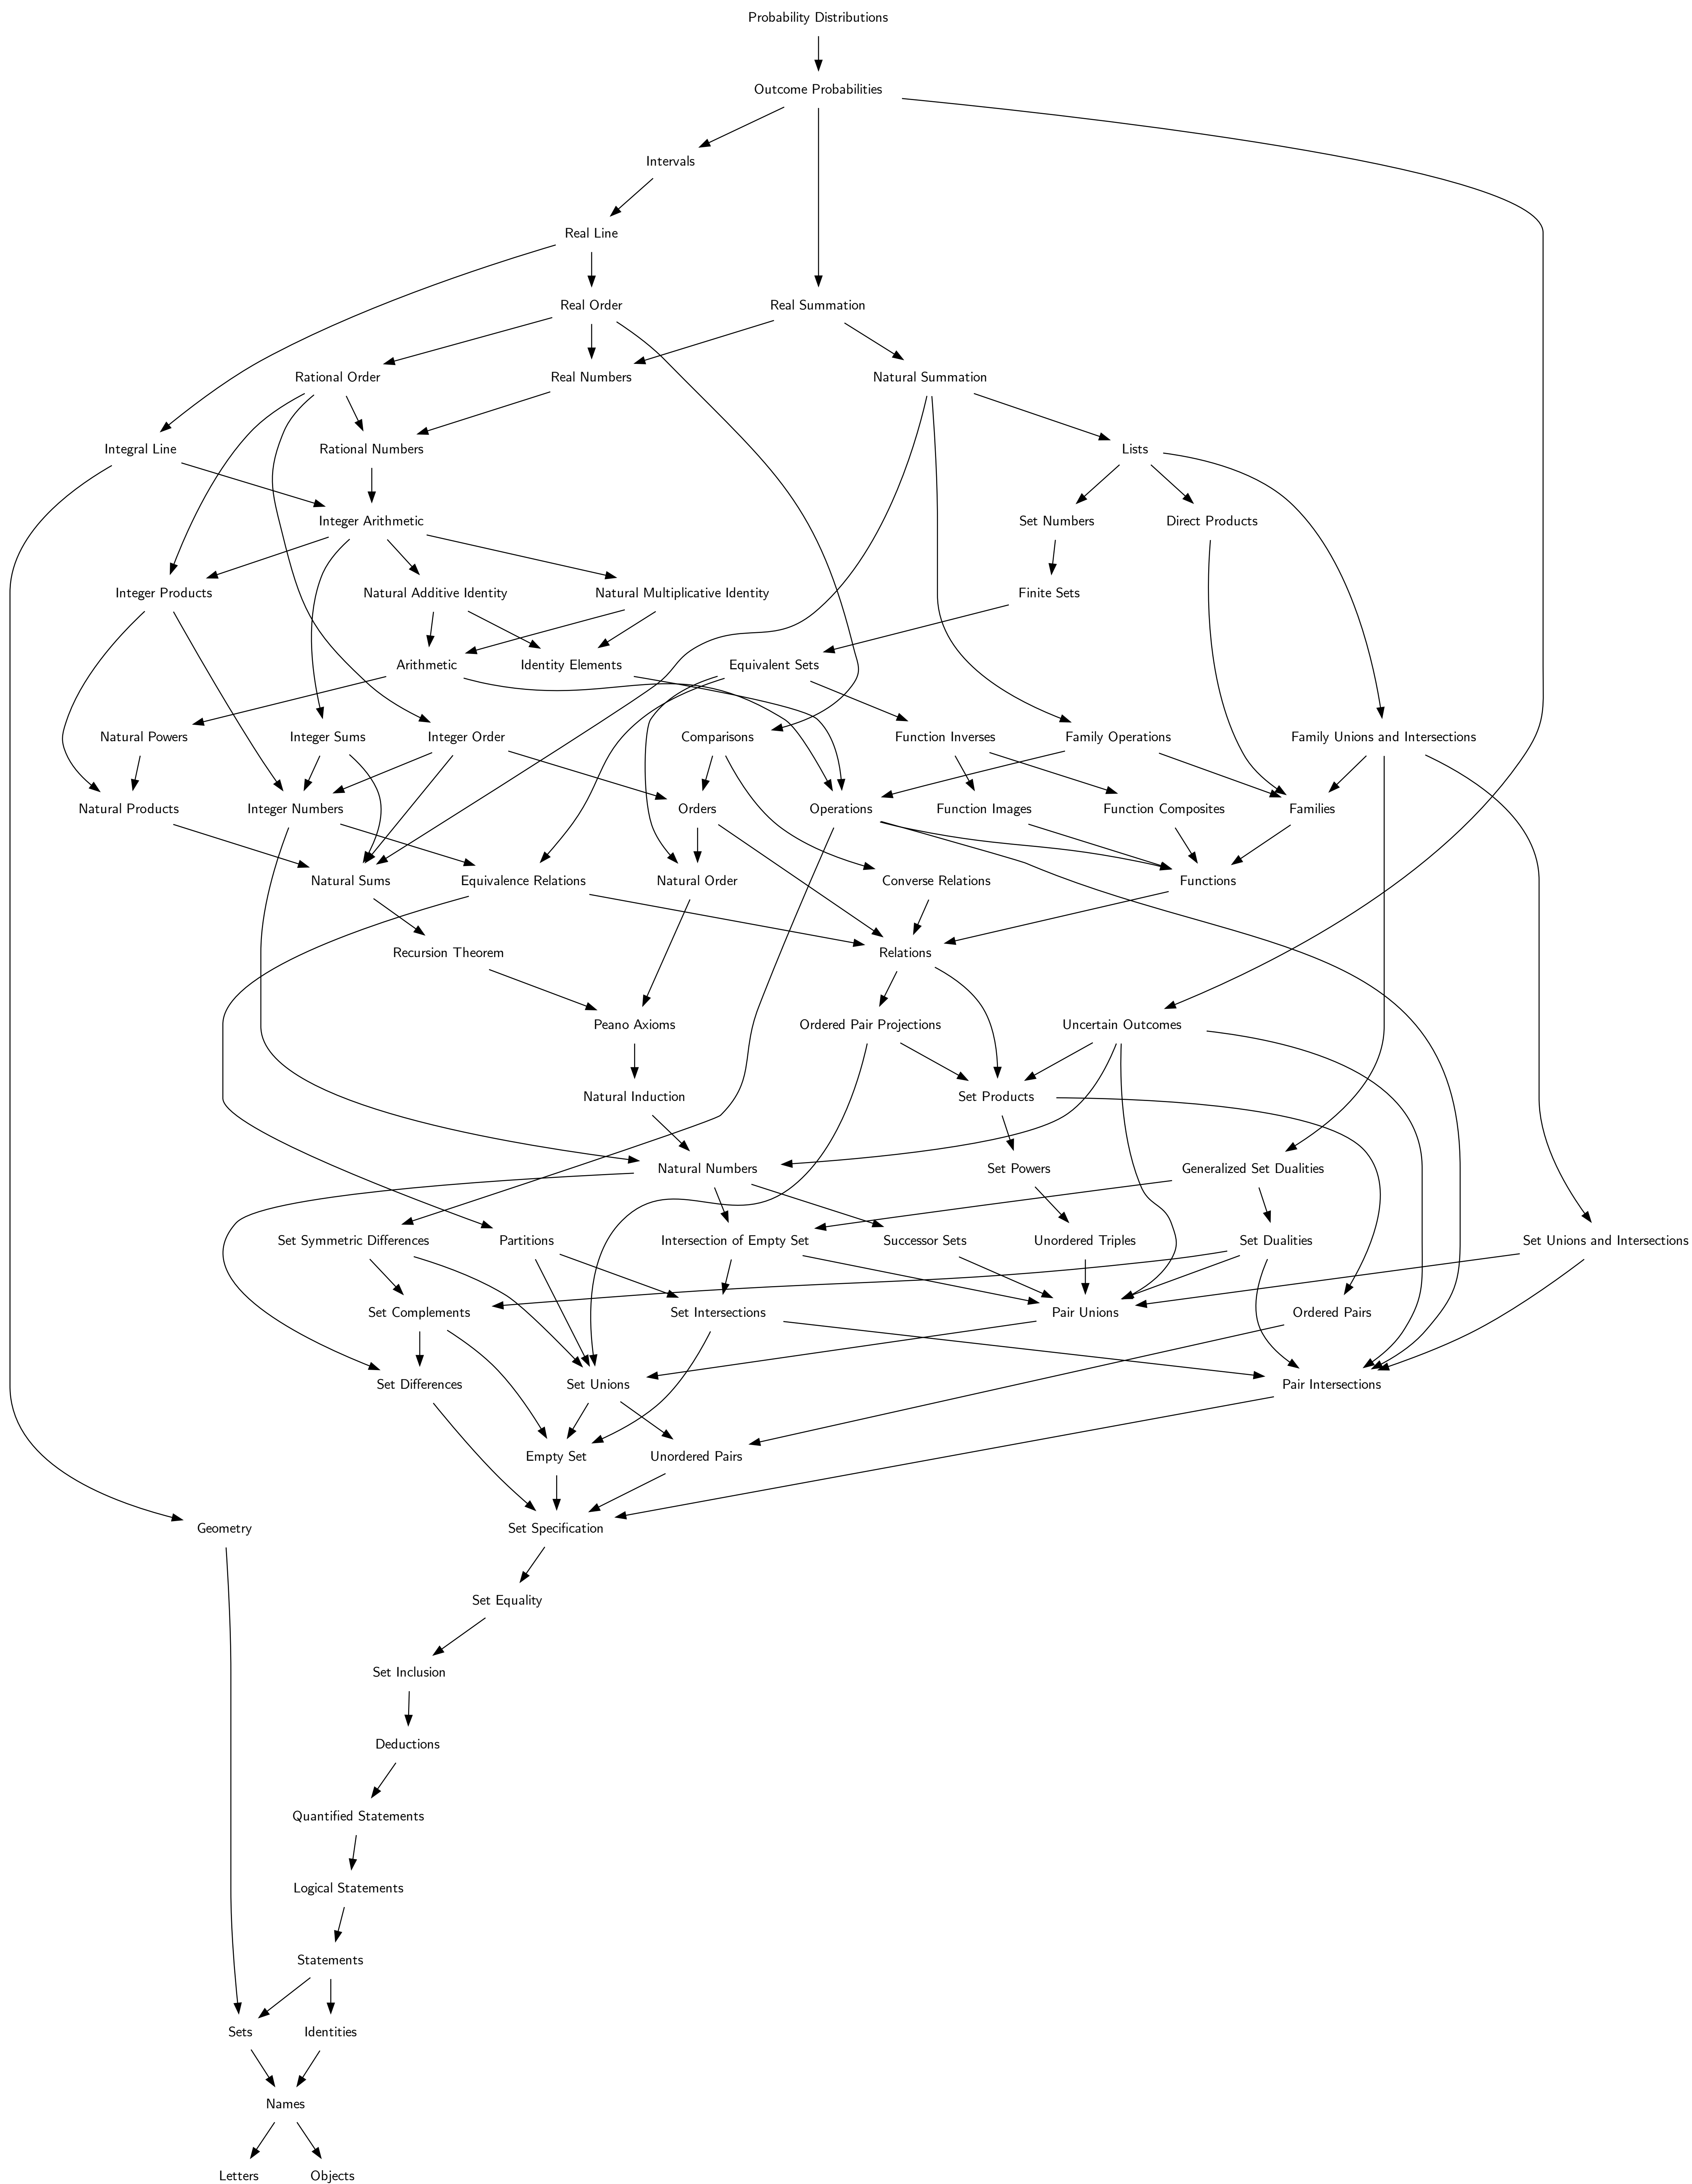 Probability Distributions
Outcome Probabilities
Intervals
Real Line
Real Order
Real Summation
Rational Order
Real Numbers
Natural Summation
Integral Line
Rational Numbers
Lists
Integer Arithmetic
Set Numbers
Direct Products
Integer Products
Natural Additive Identity
Natural Multiplicative Identity
Finite Sets
Arithmetic
Identity Elements
Equivalent Sets
Natural Powers
Integer Sums
Integer Order
Comparisons
Function Inverses
Family Operations
Family Unions and Intersections
Natural Products
Integer Numbers
Orders
Operations
Function Images
Function Composites
Families
Natural Sums
Equivalence Relations
Natural Order
Converse Relations
Functions
Recursion Theorem
Relations
Peano Axioms
Ordered Pair Projections
Uncertain Outcomes
Natural Induction
Set Products
Natural Numbers
Set Powers
Generalized Set Dualities
Set Symmetric Differences
Partitions
Intersection of Empty Set
Successor Sets
Unordered Triples
Set Dualities
Set Unions and Intersections
Set Complements
Set Intersections
Pair Unions
Ordered Pairs
Set Differences
Set Unions
Pair Intersections
Empty Set
Unordered Pairs
Geometry
Set Specification
Set Equality
Set Inclusion
Deductions
Quantified Statements
Logical Statements
Statements
Sets
Identities
Names
Letters
Objects